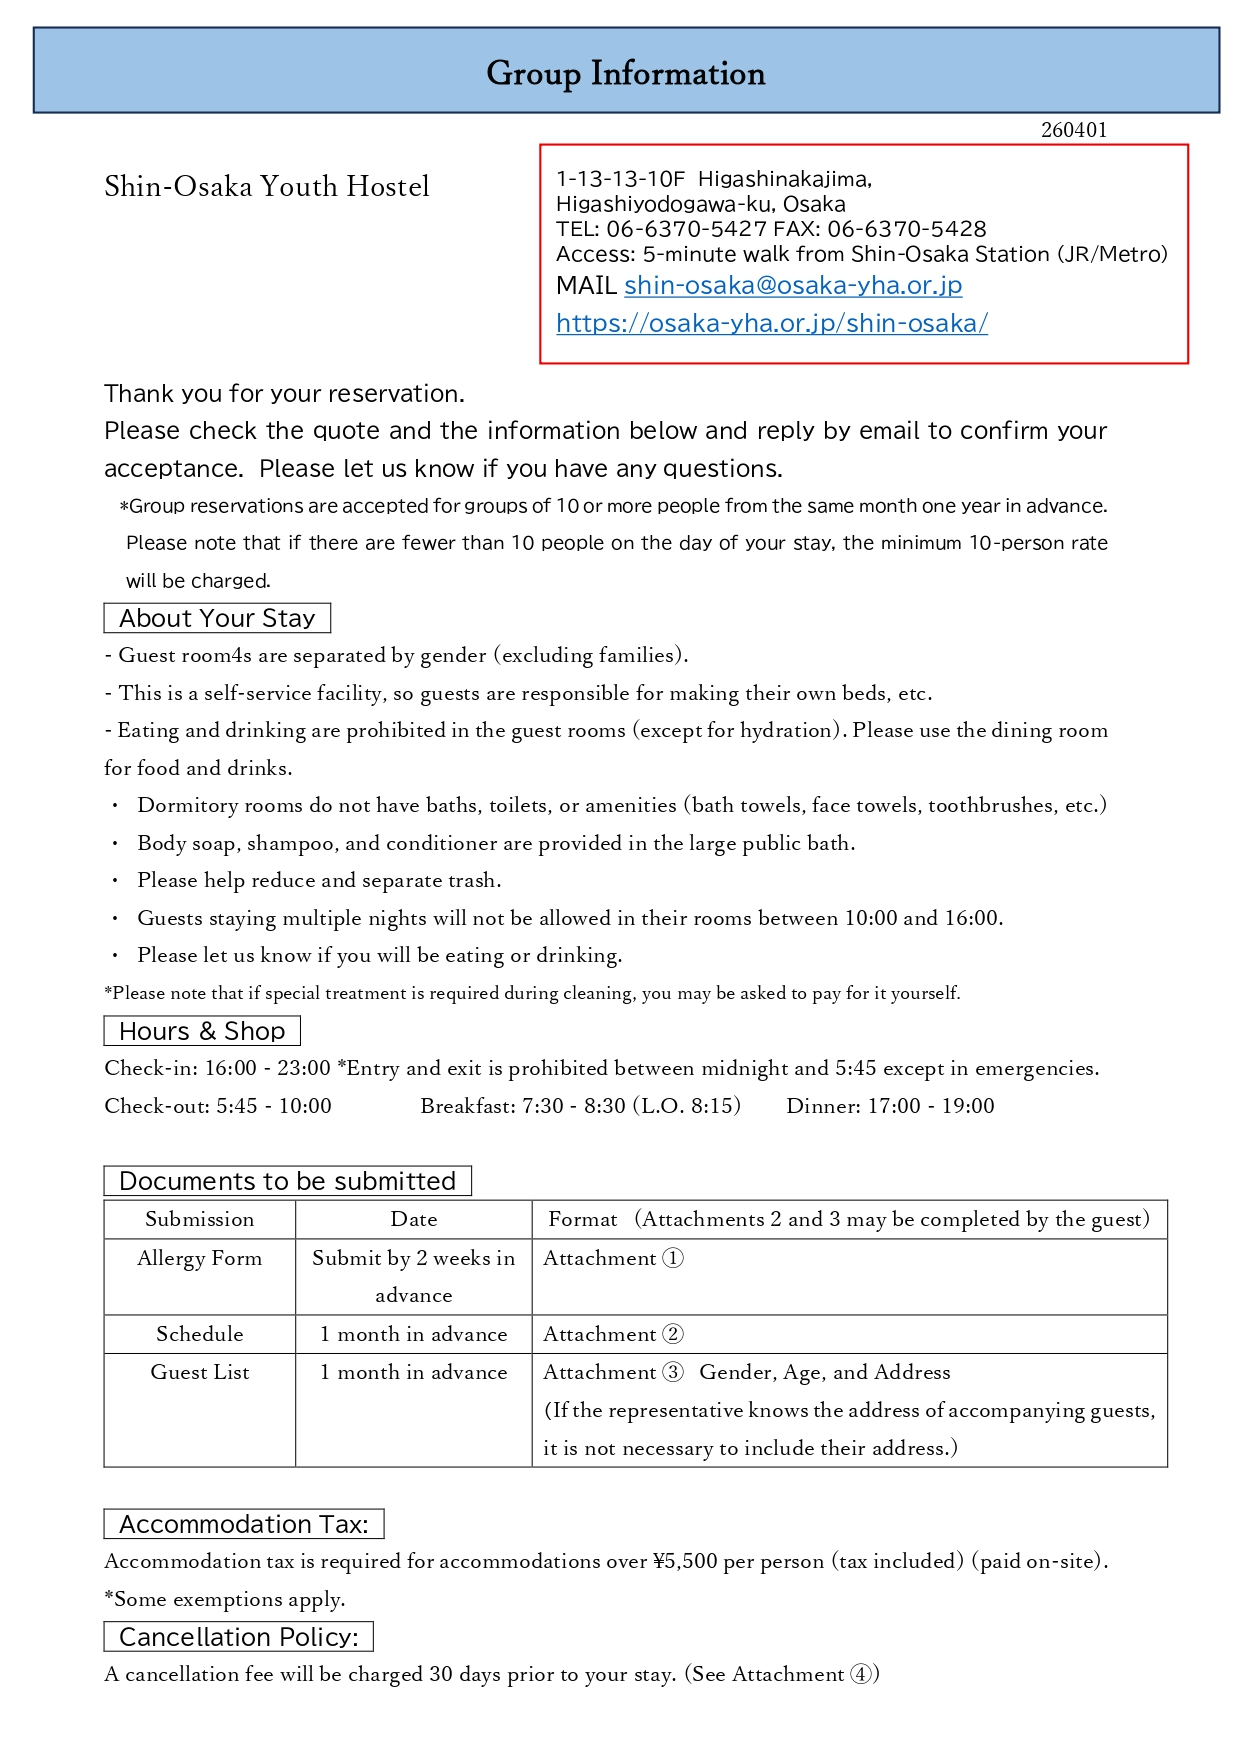 Group Information
260401
Shin-Osaka Youth Hostel
1-13-13-10F  Higashinakajima,
Higashiyodogawa-ku, Osaka
TEL: 06-6370-5427 FAX: 06-6370-5428
Access: 5-minute walk from Shin-Osaka Station (JR/Metro)
MAIL shin-osaka@osaka-yha.or.jp
https://osaka-yha.or.jp/shin-osaka/
Thank you for your reservation.
Please check the quote and the information below and reply by email to confirm your
acceptance.  Please let us know if you have any questions.
*Group reservations are accepted for groups of 10 or more people from the same month one year in advance.
Please note that if there are fewer than 10 people on the day of your stay, the minimum 10-person rate
will be charged.
About Your Stay
- Guest room4s are separated by gender (excluding families).
- This is a self-service facility, so guests are responsible for making their own beds, etc.
- Eating and drinking are prohibited in the guest rooms (except for hydration). Please use the dining room
for food and drinks.
・ Dormitory rooms do not have baths, toilets, or amenities (bath towels, face towels, toothbrushes, etc.)
・ Body soap, shampoo, and conditioner are provided in the large public bath.
・ Please help reduce and separate trash.
・ Guests staying multiple nights will not be allowed in their rooms between 10:00 and 16:00.
・ Please let us know if you will be eating or drinking.
*Please note that if special treatment is required during cleaning, you may be asked to pay for it yourself.
Hours & Shop
Check-in: 16:00 - 23:00 *Entry and exit is prohibited between midnight and 5:45 except in emergencies.
Check-out: 5:45 - 10:00 Breakfast: 7:30 - 8:30 (L.O. 8:15) Dinner: 17:00 - 19:00
Documents to be submitted
Submission Date Format (Attachments 2 and 3 may be completed by the guest)
Allergy Form Submit by 2 weeks in Attachment ①
advance
Schedule 1 month in advance Attachment ②
Guest List 1 month in advance Attachment ③ Gender, Age, and Address
(If the representative knows the address of accompanying guests,
it is not necessary to include their address.)
Accommodation Tax:
Accommodation tax is required for accommodations over ¥5,500 per person (tax included) (paid on-site).
*Some exemptions apply.
Cancellation Policy:
A cancellation fee will be charged 30 days prior to your stay. (See Attachment ④)